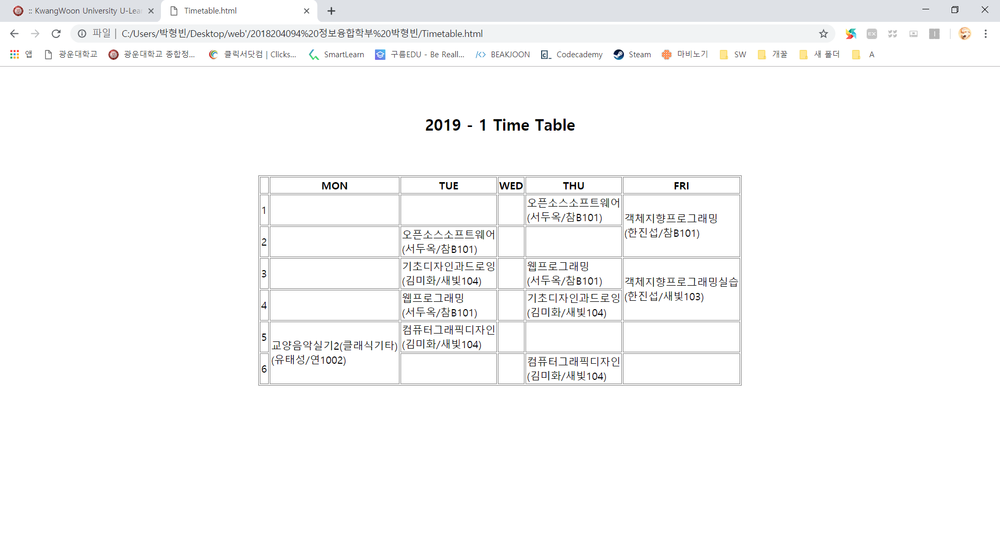 :: KwangWoon University U-Lear
Timetable.html
파일 | C:/Users/박형빈/Desktop/web'/2018204094%20정보융합학부%20박형빈/Timetable.html
EX
앱
광운대학교
광운대학교 종합정...
클릭서닷컴 | Clicks...
SmartLearn
구름EDU - Be Reall...
BEAKJOON
Codecademy
Steam
마비노기
SW
개꿀
새 폴더
A
2019 - 1 Time Table
MON TUE WED THU FRI
1
오픈소스소프트웨어
(서두옥/참B101)
객체지향프로그래밍
(한진섭/참B101)
2
오픈소스소프트웨어
(서두옥/참B101)
3
기초디자인과드로잉
(김미화/새빛104)
웹프로그래밍
(서두옥/참B101)
객체지향프로그래밍실습
(한진섭/새빛103)
4
웹프로그래밍
(서두옥/참B101)
기초디자인과드로잉
(김미화/새빛104)
5
교양음악실기2(클래식기타)
(유태성/연1002)
컴퓨터그래픽디자인
(김미화/새빛104)
6
컴퓨터그래픽디자인
(김미화/새빛104)